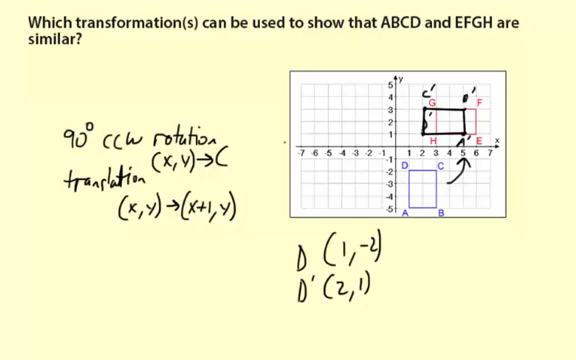 Which transformation(s) can be used to show that ABCD and EFGH are
similar?
90° ccw rotation
(x,y)→C
translation
(x,y)→(x+1,y)
y
5
4
3
2
1
-7 -6 -5 -4 -3 -2 -1
1 2 3 4 5 6 7
x
-1
-2
-3
-4
-5
C'
G
F
H
A'
E
D
C
A
B
D (1,-2)
D' (2,1)